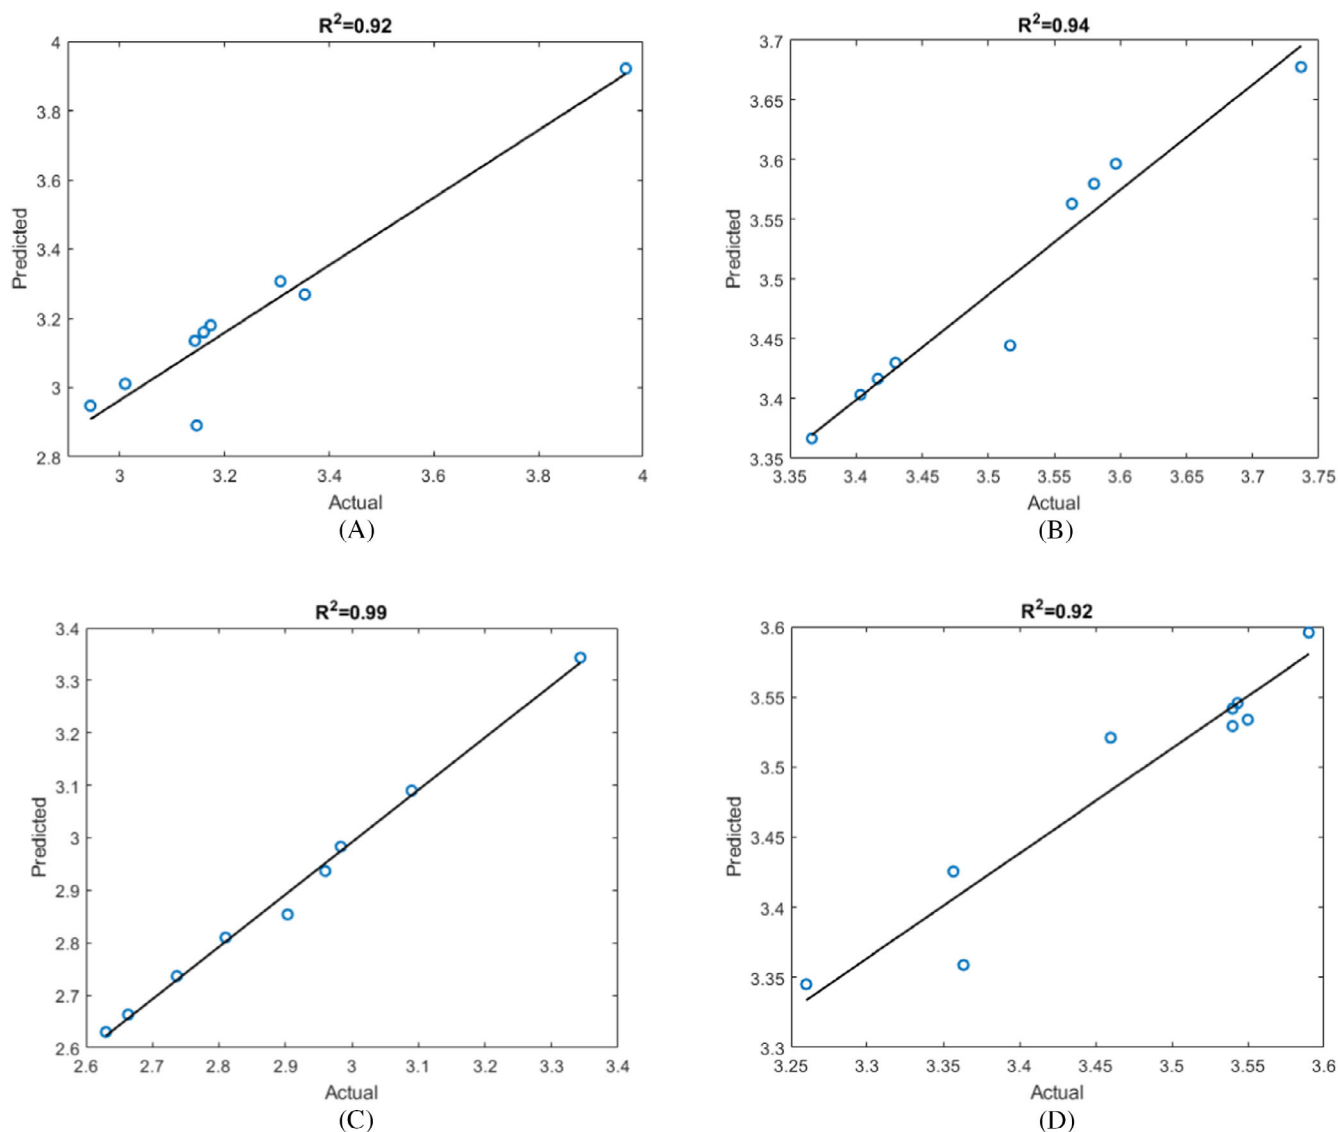 R²=0.92
4
3.8
3.6
3.4
3.2
3
2.8
Predicted
3 3.2 3.4 3.6 3.8 4
Actual
(A)
R²=0.94
3.7
3.65
3.6
3.55
3.5
3.45
3.4
3.35
Predicted
3.35 3.4 3.45 3.5 3.55 3.6 3.65 3.7 3.75
Actual
(B)
R²=0.99
3.4
3.3
3.2
3.1
3
2.9
2.8
2.7
2.6
Predicted
2.6 2.7 2.8 2.9 3 3.1 3.2 3.3 3.4
Actual
(C)
R²=0.92
3.6
3.55
3.5
3.45
3.4
3.35
3.3
Predicted
3.25 3.3 3.35 3.4 3.45 3.5 3.55 3.6
Actual
(D)